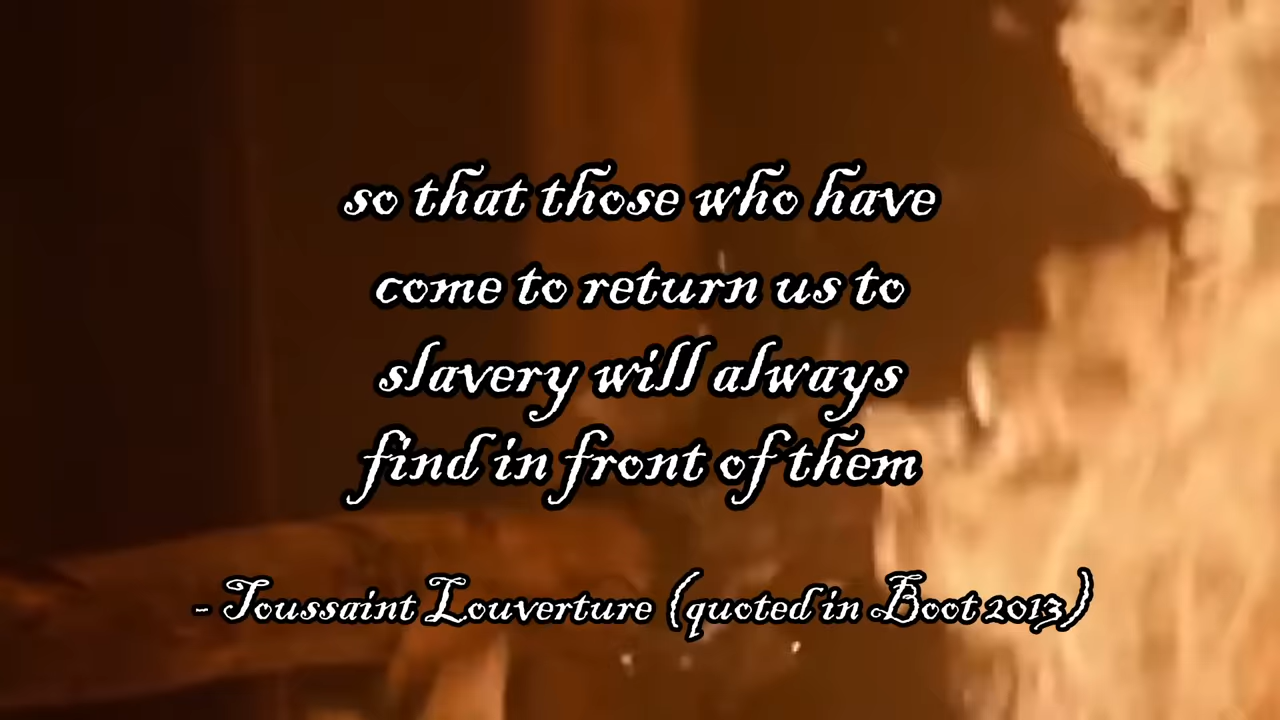 so that those who have
come to return us to
slavery will always
find in front of them
- Toussaint Louverture (quoted in Boot 2013)